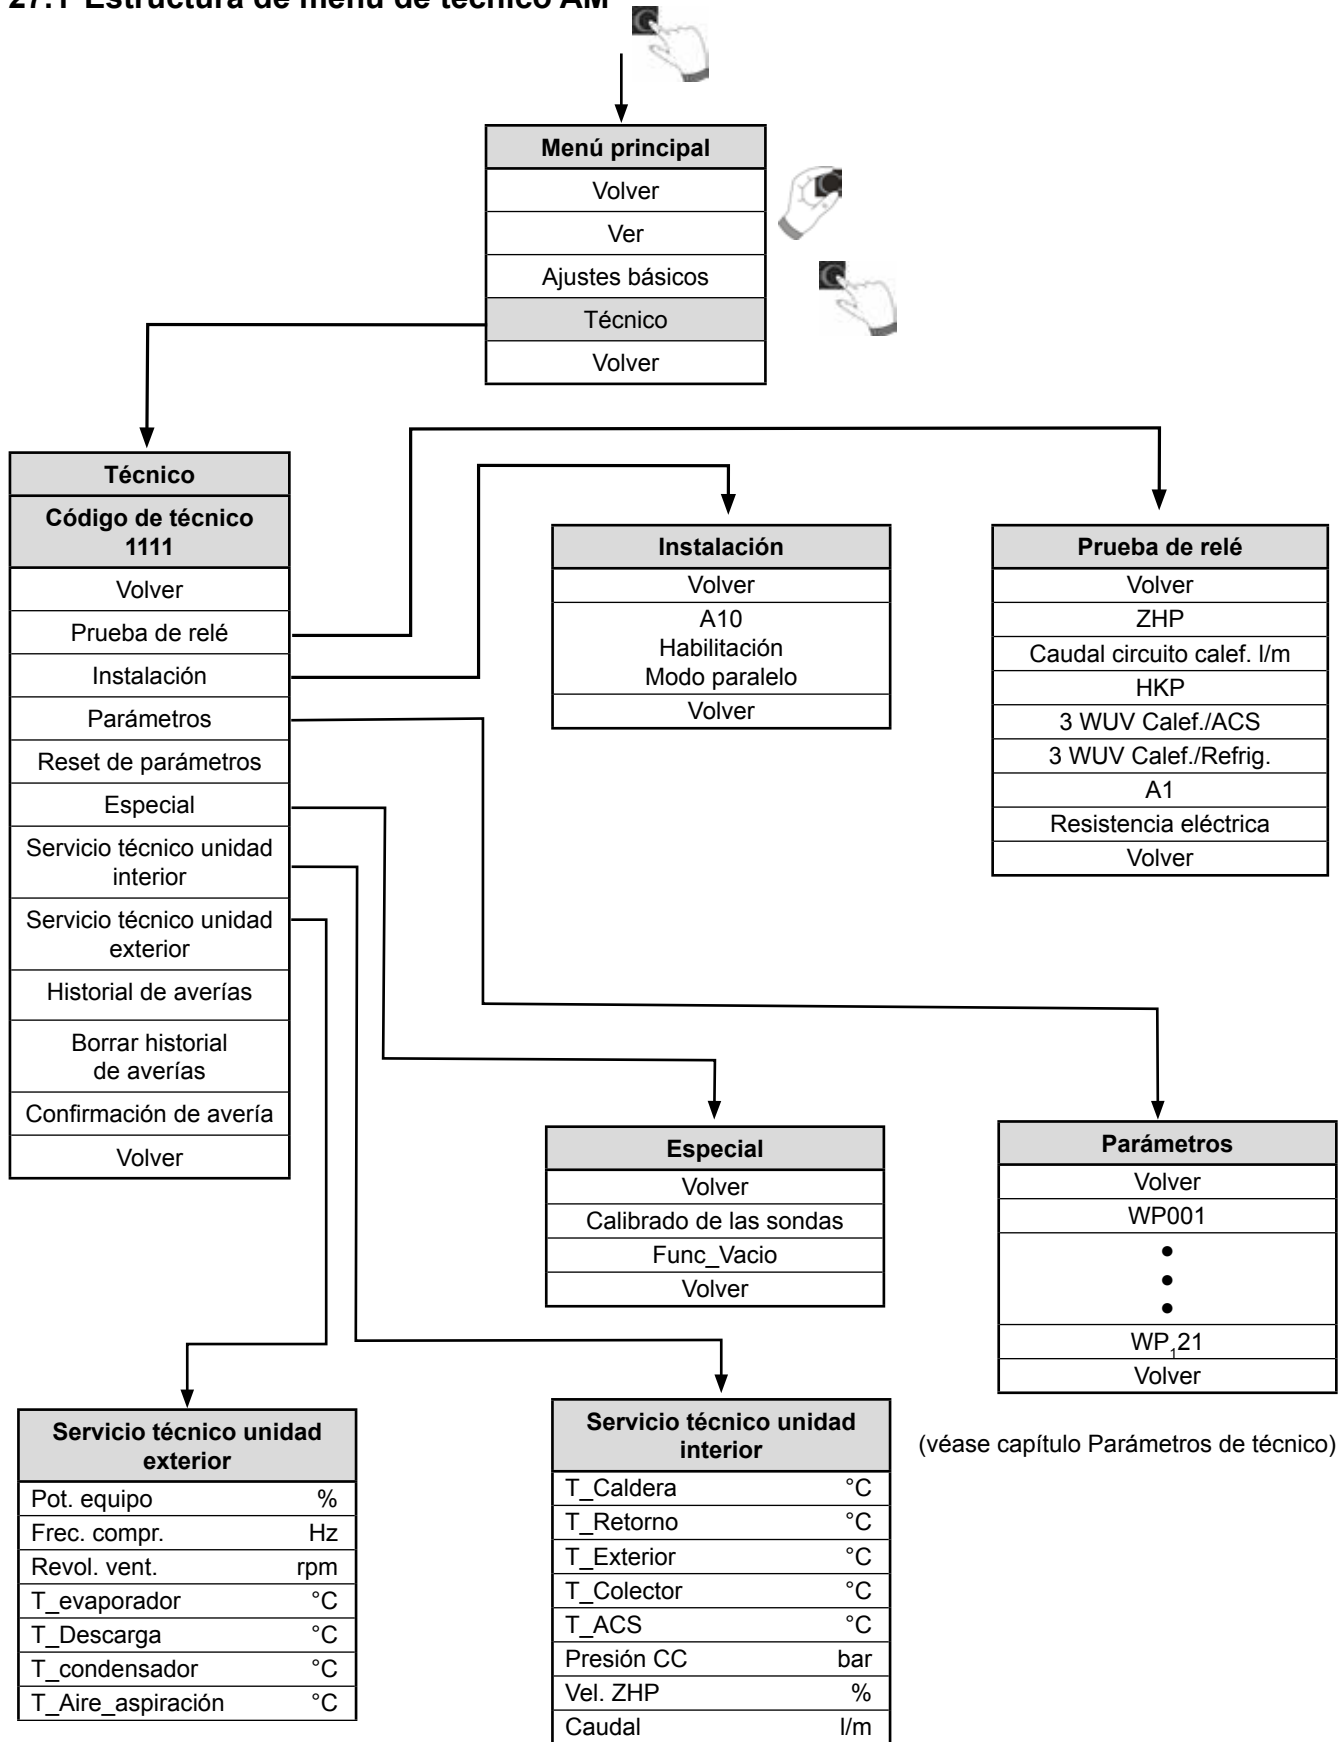 27.1 Estructura de menú de técnico AM
Menú principal
Volver
Ver
Ajustes básicos
Técnico
Volver
Técnico
Código de técnico
1111
Volver
Prueba de relé
Instalación
Parámetros
Reset de parámetros
Especial
Servicio técnico unidad
interior
Servicio técnico unidad
exterior
Historial de averías
Borrar historial
de averías
Confirmación de avería
Volver
Instalación
Volver
A10
Habilitación
Modo paralelo
Volver
Prueba de relé
Volver
ZHP
Caudal circuito calef. l/m
HKP
3 WUV Calef./ACS
3 WUV Calef./Refrig.
A1
Resistencia eléctrica
Volver
Especial
Volver
Calibrado de las sondas
Func_Vacio
Volver
Parámetros
Volver
WP001
•
•
•
WP121
Volver
(véase capítulo Parámetros de técnico)
Servicio técnico unidad
exterior
Pot. equipo %
Frec. compr. Hz
Revol. vent. rpm
T_evaporador °C
T_Descarga °C
T_condensador °C
T_Aire_aspiración °C
Servicio técnico unidad
interior
T_Caldera °C
T_Retorno °C
T_Exterior °C
T_Colector °C
T_ACS °C
Presión CC bar
Vel. ZHP %
Caudal l/m